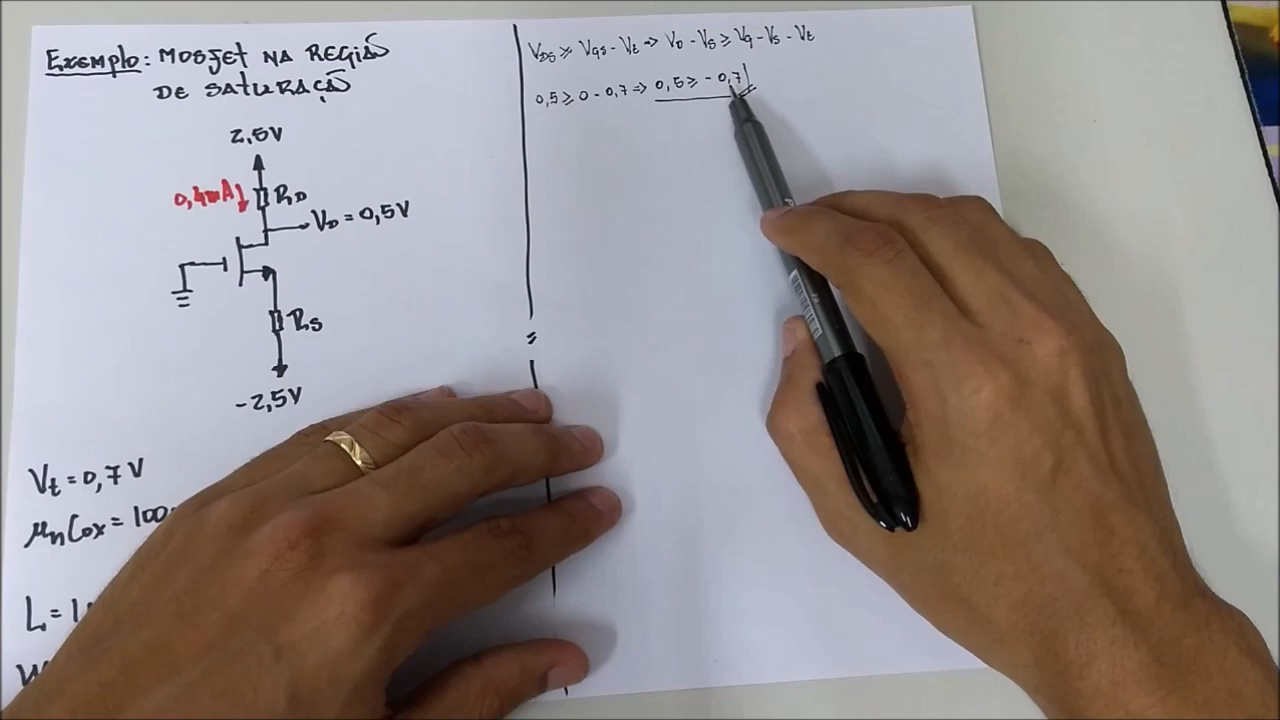 Exemplo: MOSFET NA REGIÃO
DE SATURAÇÃO
2,5V
0,4mA
RD
VD = 0,5V
RS
-2,5V
Vt = 0,7V
μnCox = 100
L = 1
VDS ≥ VGS - Vt → VD - VS ≥ VG - VS - Vt
0,5 ≥ 0 - 0,7 ⇒ 0,5 ≥ -0,7